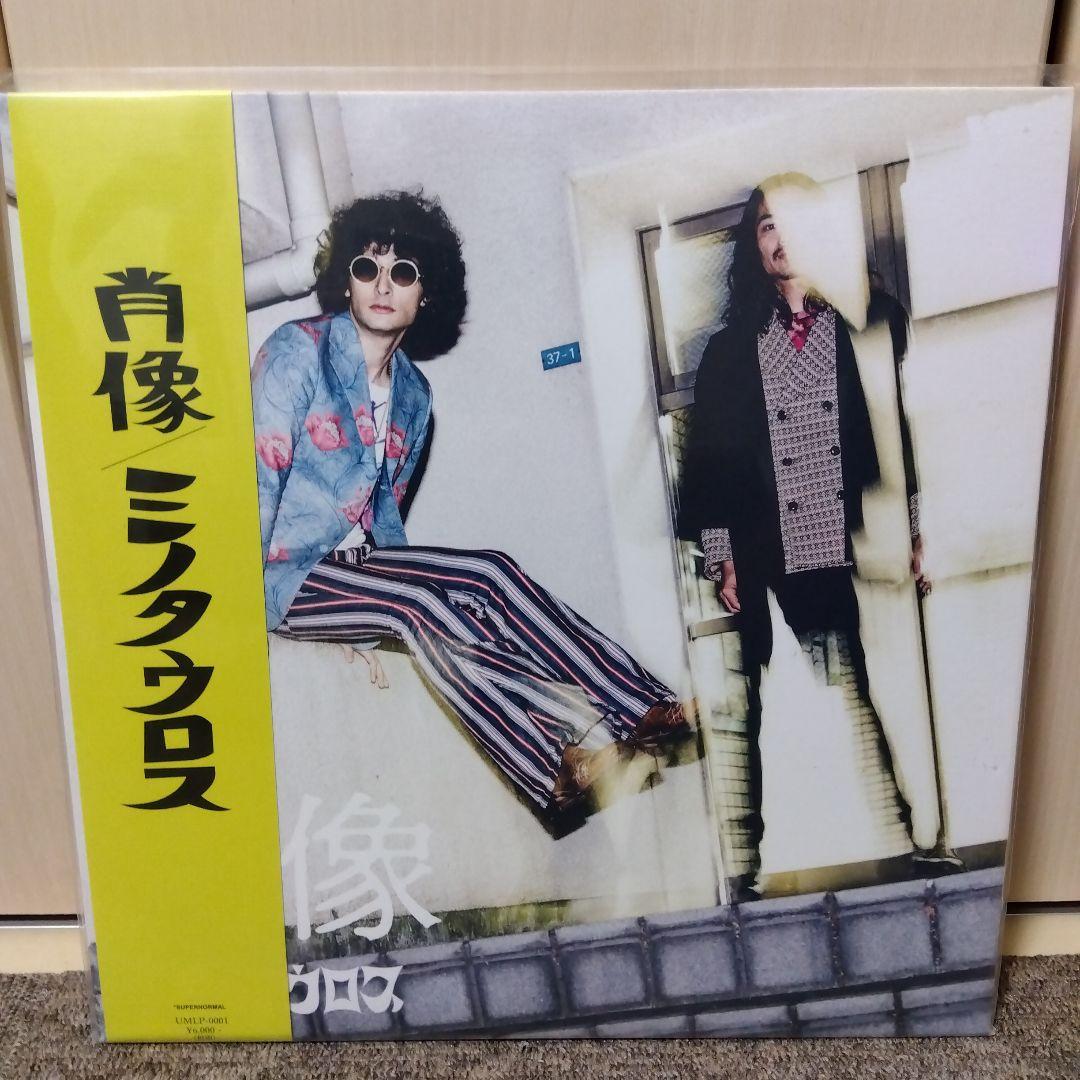 肖像/ミノタウロス
37-1
像
ウロス
"SUPERNORMAL
UMLP-0001
¥6,000-